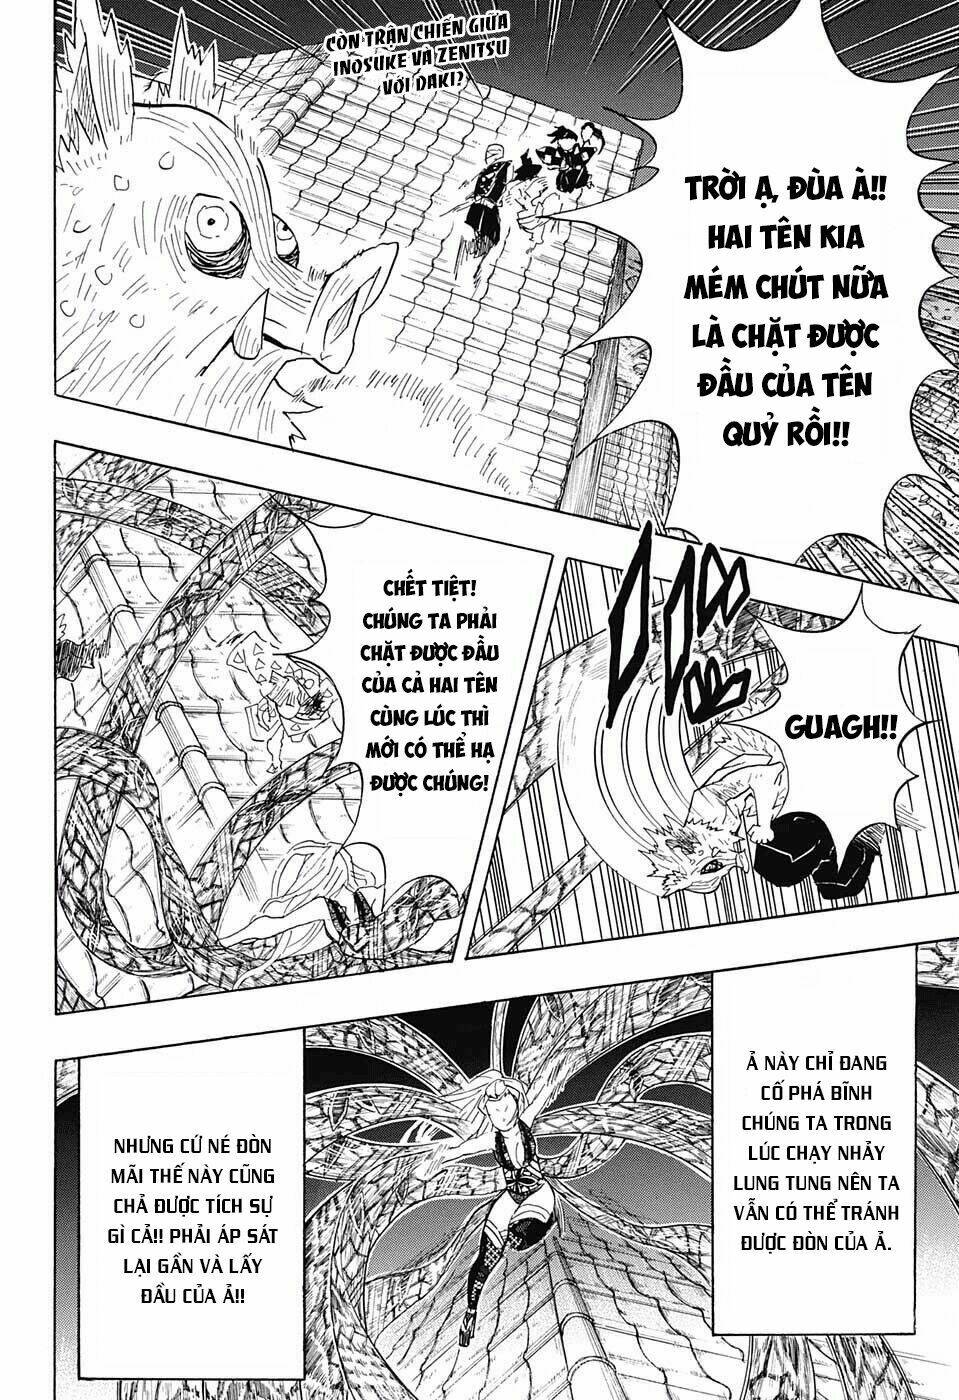 CÒN TRẬN CHIẾN GIỮA
INOSUKE VÀ ZENITSU
VỚI DAKI?
TRỜI Ạ, ĐÙA À!!
HAI TÊN KIA
MÉM CHÚT NỮA
LÀ CHẶT ĐƯỢC
ĐẦU CỦA TÊN
QUỶ RỒI!!
GUAGH!!
CHẾT TIỆT!
CHÚNG TA PHẢI
CHẶT ĐƯỢC ĐẦU
CỦA CẢ HAI TÊN
CÙNG LÚC THÌ
MỚI CÓ THỂ HẠ
ĐƯỢC CHÚNG!
Ả NÀY CHỈ ĐANG
CỐ PHÁ BĨNH
CHÚNG TA TRONG
LÚC CHẠY NHẢY
LUNG TUNG NÊN TA
VẪN CÓ THỂ TRÁNH
ĐƯỢC ĐÒN CỦA Ả.
NHƯNG CỨ NÉ ĐÒN
MÃI THẾ NÀY CŨNG
CHẢ ĐƯỢC TÍCH SỰ
GÌ CẢ!! PHẢI ÁP SÁT
LẠI GẦN VÀ LẤY
ĐẦU CỦA Ả!!